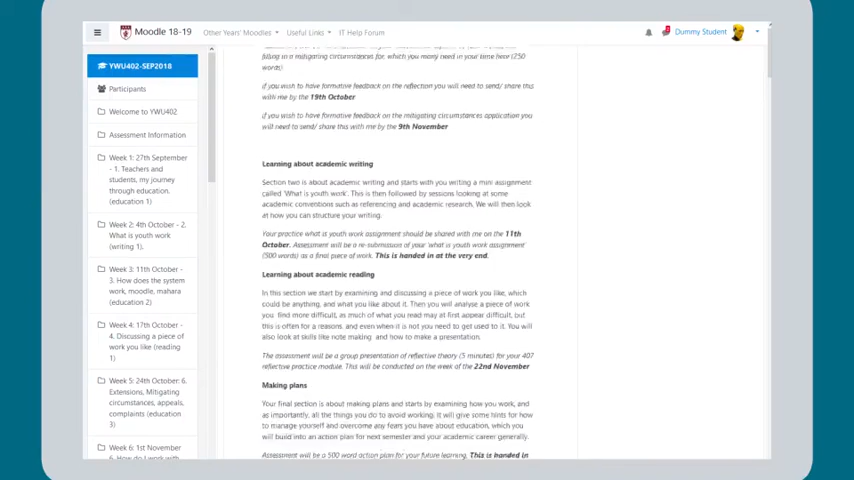 Moodle 18-19
Other Years' Moodles
Useful Links
IT Help Forum
Dummy Student
YWU402-SEP2018
Participants
Welcome to YWU402
Assessment Information
Week 1: 27th September
- 1. Teachers and
students, my journey
through education.
(education 1)
Week 2: 4th October - 2.
What is youth work
(writing 1).
Week 3: 11th October -
3. How does the system
work, moodle, mahara
(education 2)
Week 4: 17th October -
4. Discussing a piece of
work you like (reading
1)
Week 5: 24th October: 6.
Extensions, Mitigating
circumstances, appeals,
complaints (education
3)
Week 6: 1st November
6. How do I work with
filling in a mitigating circumstances for, which you many need in your time hear (250
words)
if you wish to have formative feedback on the reflection you will need to send/ share this
with me by the 19th October
if you wish to have formative feedback on the mitigating circumstances application you
will need to send/ share this with me by the 9th November
Learning about academic writing
Section two is about academic writing and starts with you writing a mini assignment
called 'What is youth work'. This is then followed by sessions looking at some
academic conventions such as referencing and academic research. We will then look
at how you can structure your writing.
Your practice what is youth work assignment should be shared with me on the 11th
October. Assessment will be a re-submission of your 'what is youth work assignment'
(500 words) as a final piece of work. This is handed in at the very end.
Learning about academic reading
In this section we start by examining and discussing a piece of work you like, which
could be anything, and what you like about it. Then you will analyse a piece of work
you find more difficult, as much of what you read may at first appear difficult, but
this is often for a reasons, and even when it is not you need to get used to it. You will
also look at skills like note making and how to make a presentation.
The assessment will be a group presentation of reflective theory (5 minutes) for your 407
reflective practice module. This will be conducted on the week of the 22nd November
Making plans
Your final section is about making plans and starts by examining how you work, and
as importantly, all the things you do to avoid working; it will give some hints for how
to manage yourself and overcome any fears you have about education, which you
will build into an action plan for next semester and your academic career generally.
Assessment will be a 500 word action plan for your future learning. This is handed in